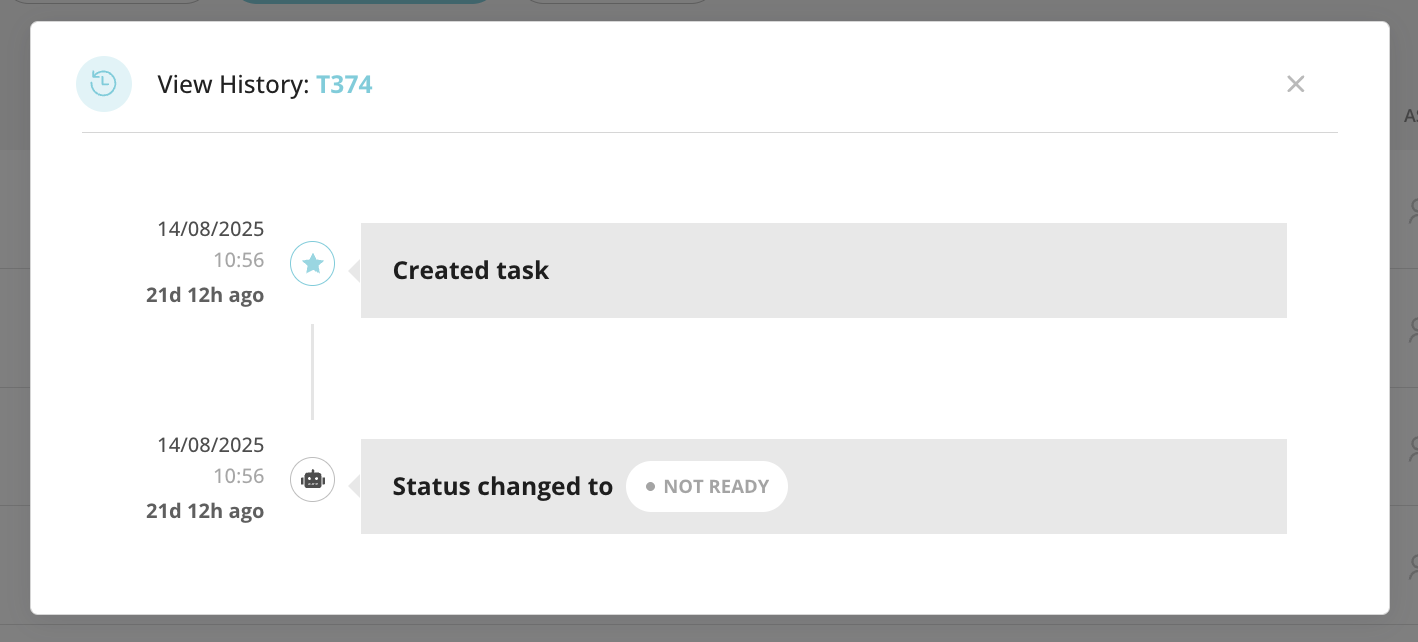 View History: T374
14/08/2025
10:56
21d 12h ago
Created task
14/08/2025
10:56
21d 12h ago
Status changed to NOT READY